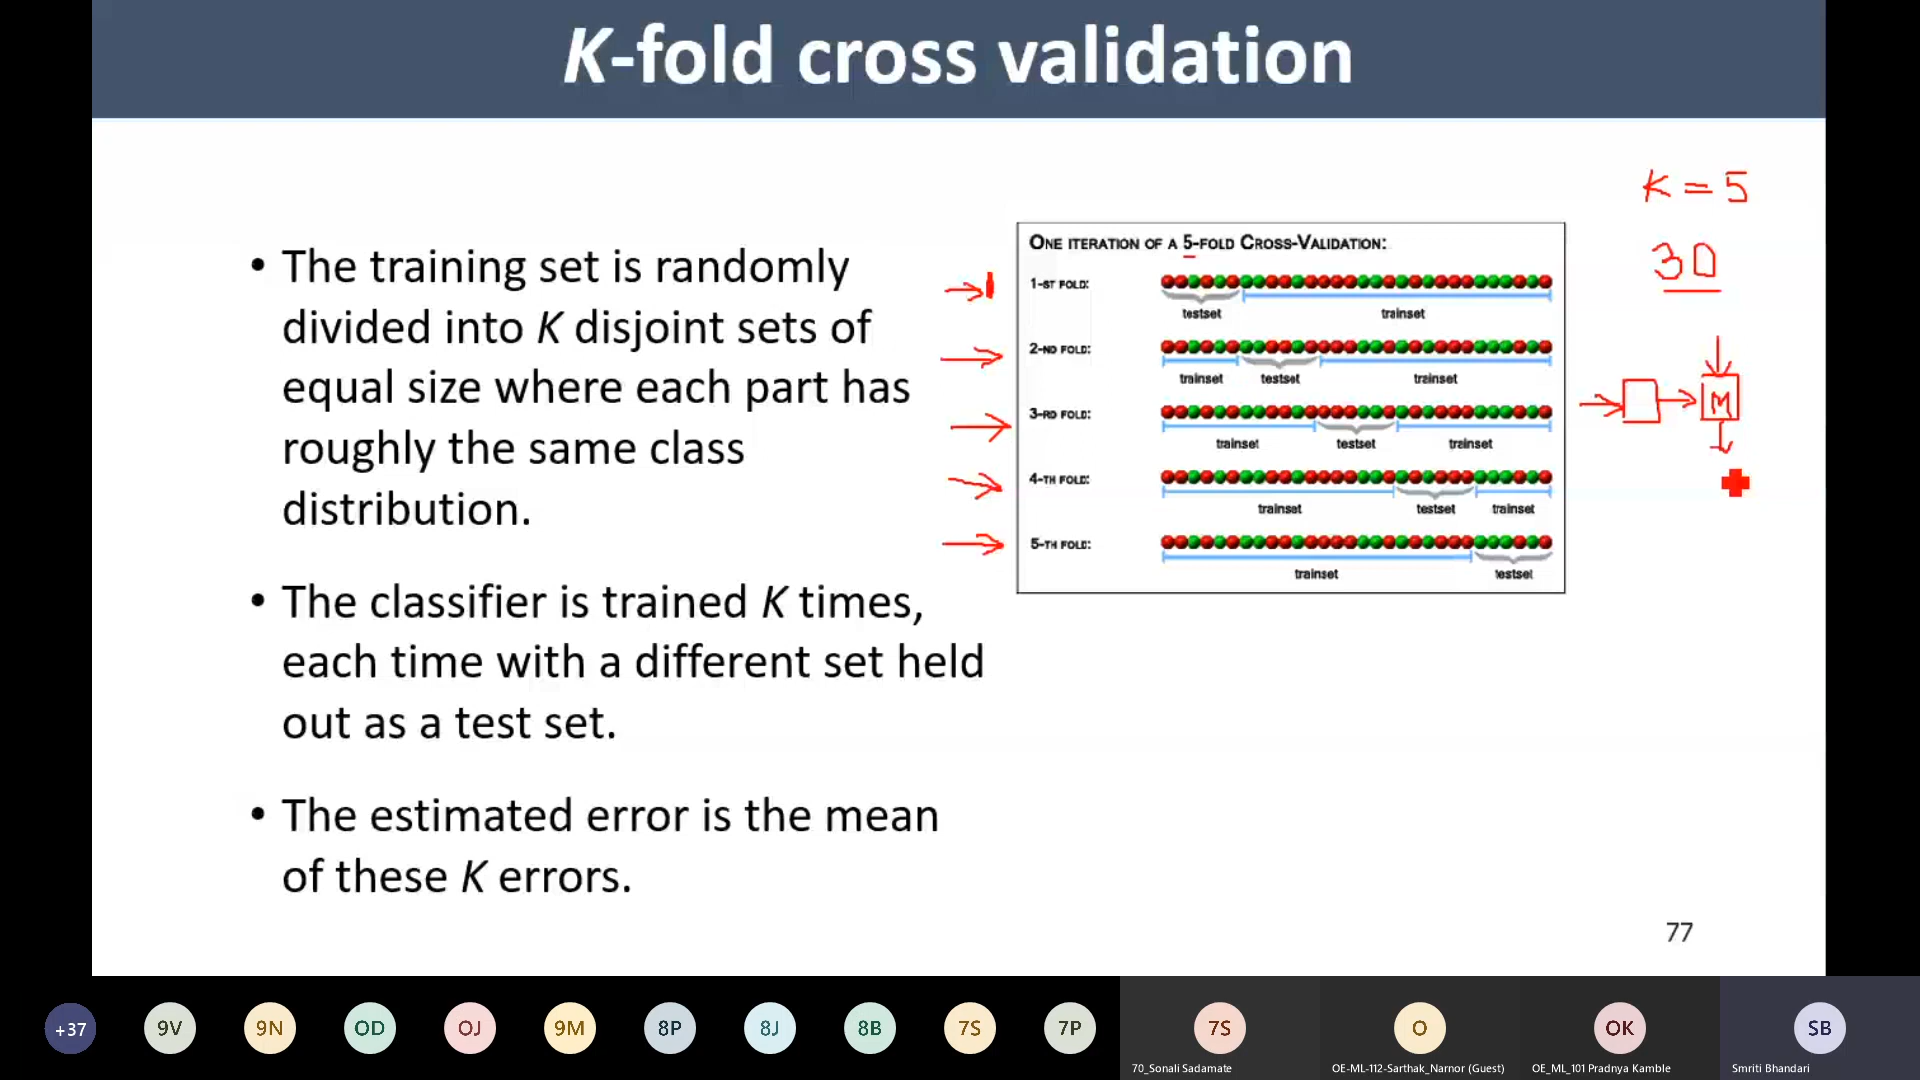 K-fold cross validation
• The training set is randomly
divided into K disjoint sets of
equal size where each part has
roughly the same class
distribution.
• The classifier is trained K times,
each time with a different set held
out as a test set.
• The estimated error is the mean
of these K errors.
ONE ITERATION OF A 5-FOLD CROSS-VALIDATION:
1-ST FOLD:
testset trainset
2-ND FOLD:
trainset testset trainset
3-RD FOLD:
trainset testset trainset
4-TH FOLD:
trainset testset trainset
5-TH FOLD:
trainset testset
K = 5
30
M
77
+37 9V 9N OD OJ 9M 8P 8J 8B 7S 7P 7S O OK SB
70_Sonali Sadamate OE-ML-112-Sarthak_Narnor (Guest) OE_ML_101 Pradnya Kamble Smriti Bhandari